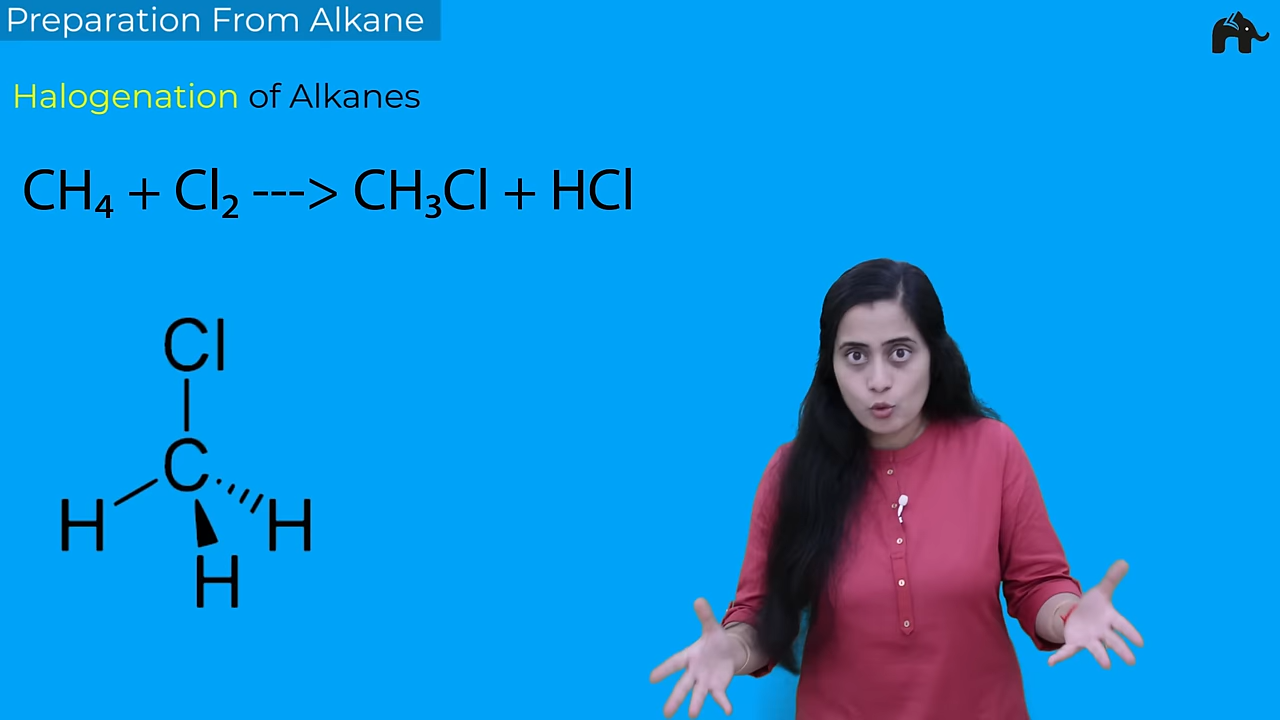 Preparation From Alkane
Halogenation of Alkanes
CH₄ + Cl₂ ---> CH₃Cl + HCl
Cl
C
H H
H